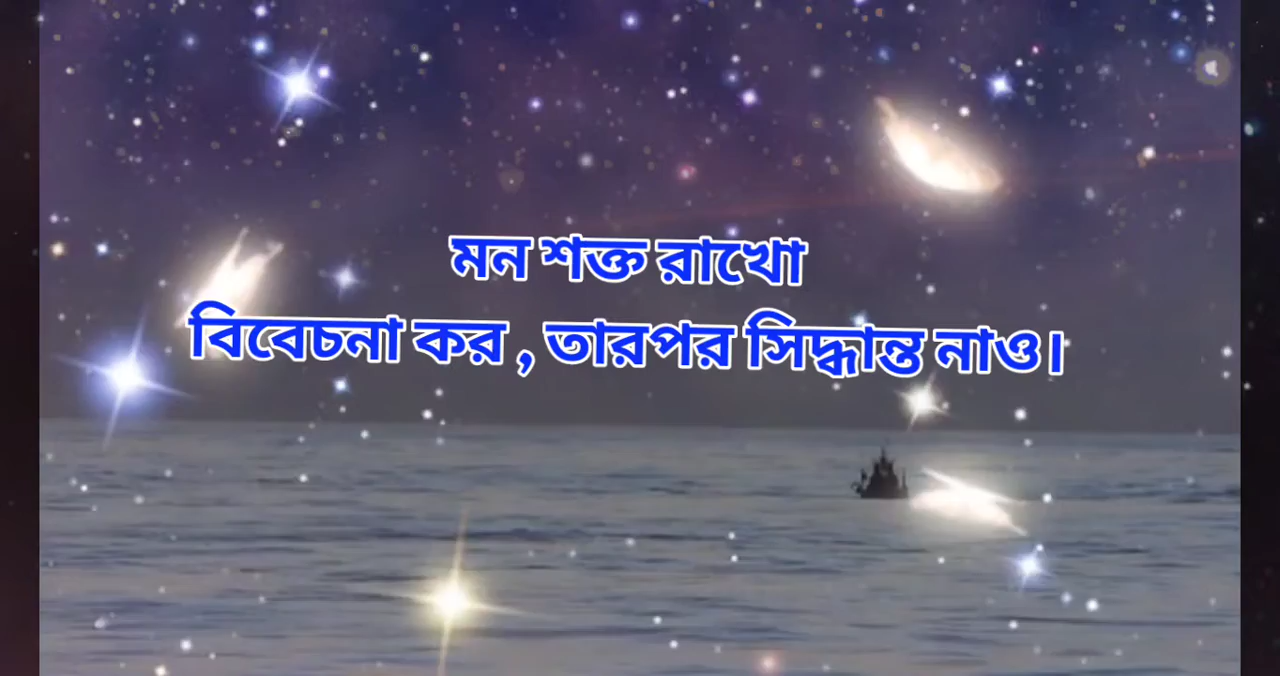 মন শক্ত রাখো
বিবেচনা কর , তারপর সিদ্ধান্ত নাও।